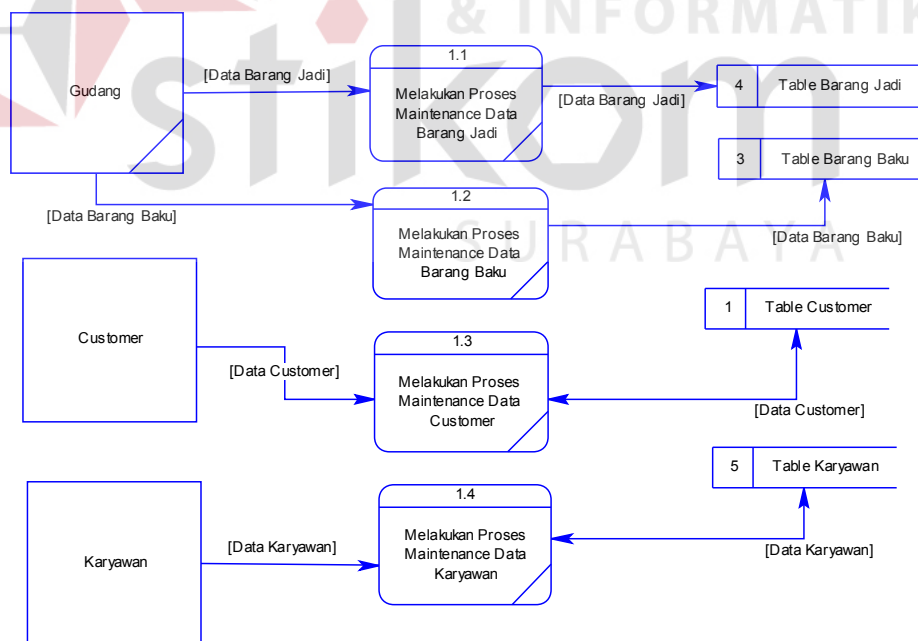 & INFORMATIK
stikom
SURABAYA
Gudang
[Data Barang Jadi]
1.1
Melakukan Proses
Maintenance Data
Barang Jadi
[Data Barang Jadi]
4
Table Barang Jadi
3
Table Barang Baku
[Data Barang Baku]
1.2
Melakukan Proses
Maintenance Data
Barang Baku
[Data Barang Baku]
Customer
[Data Customer]
1.3
Melakukan Proses
Maintenance Data
Customer
1
Table Customer
[Data Customer]
Karyawan
[Data Karyawan]
1.4
Melakukan Proses
Maintenance Data
Karyawan
5
Table Karyawan
[Data Karyawan]